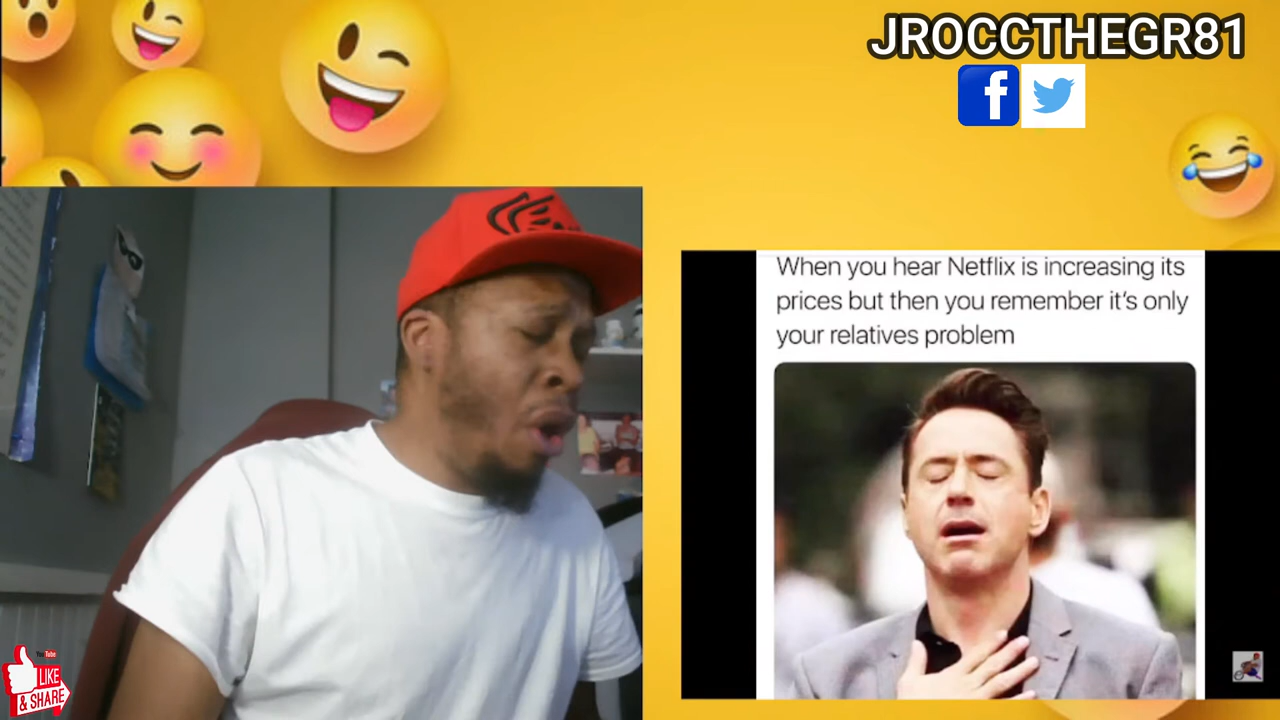 JROCCTHEGR81
f
When you hear Netflix is increasing its
prices but then you remember it's only
your relatives problem
YouTube
LIKE
& SHARE